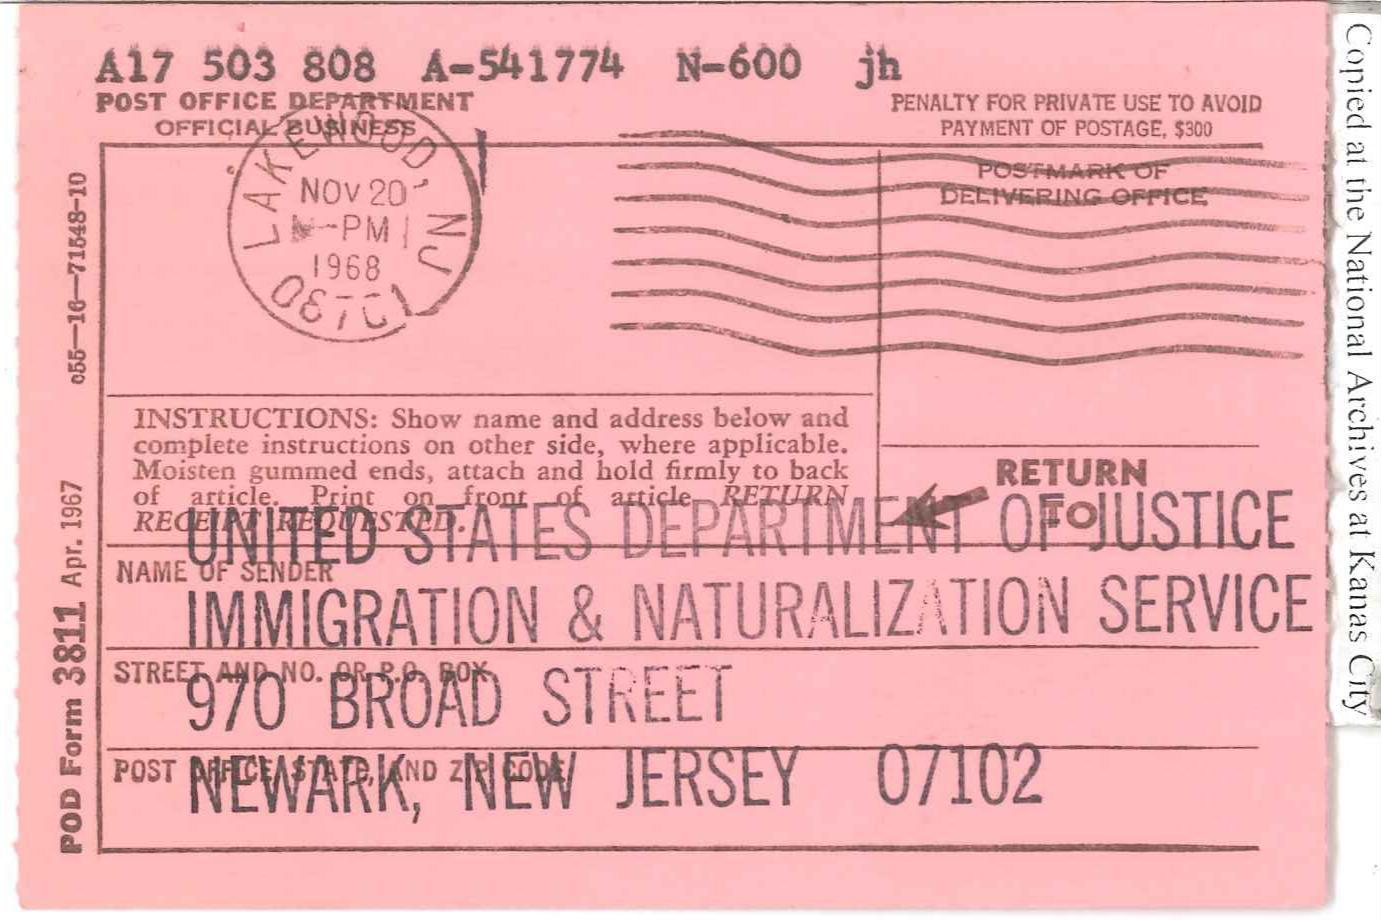 A17 503 808 A-541774 N-600 jh
POST OFFICE DEPARTMENT
OFFICIAL BUSINESS
PENALTY FOR PRIVATE USE TO AVOID
PAYMENT OF POSTAGE, $300
POSTMARK OF
DELIVERING OFFICE
LAKEWOOD, NJ
NOV 20
-PM
1968
08701
c55—16—71548-10
INSTRUCTIONS: Show name and address below and
complete instructions on other side, where applicable.
Moisten gummed ends, attach and hold firmly to back
of article. Print on front of article RETURN
RECEIPT REQUESTED.
RETURN
TO
UNITED STATES DEPARTMENT OF JUSTICE
NAME OF SENDER
IMMIGRATION & NATURALIZATION SERVICE
STREET AND NO. OR P.O. BOX
970 BROAD STREET
POST OFFICE, STATE, AND ZIP CODE
NEWARK, NEW JERSEY 07102
POD Form 3811 Apr. 1967
Copied at the National Archives at Kanas City